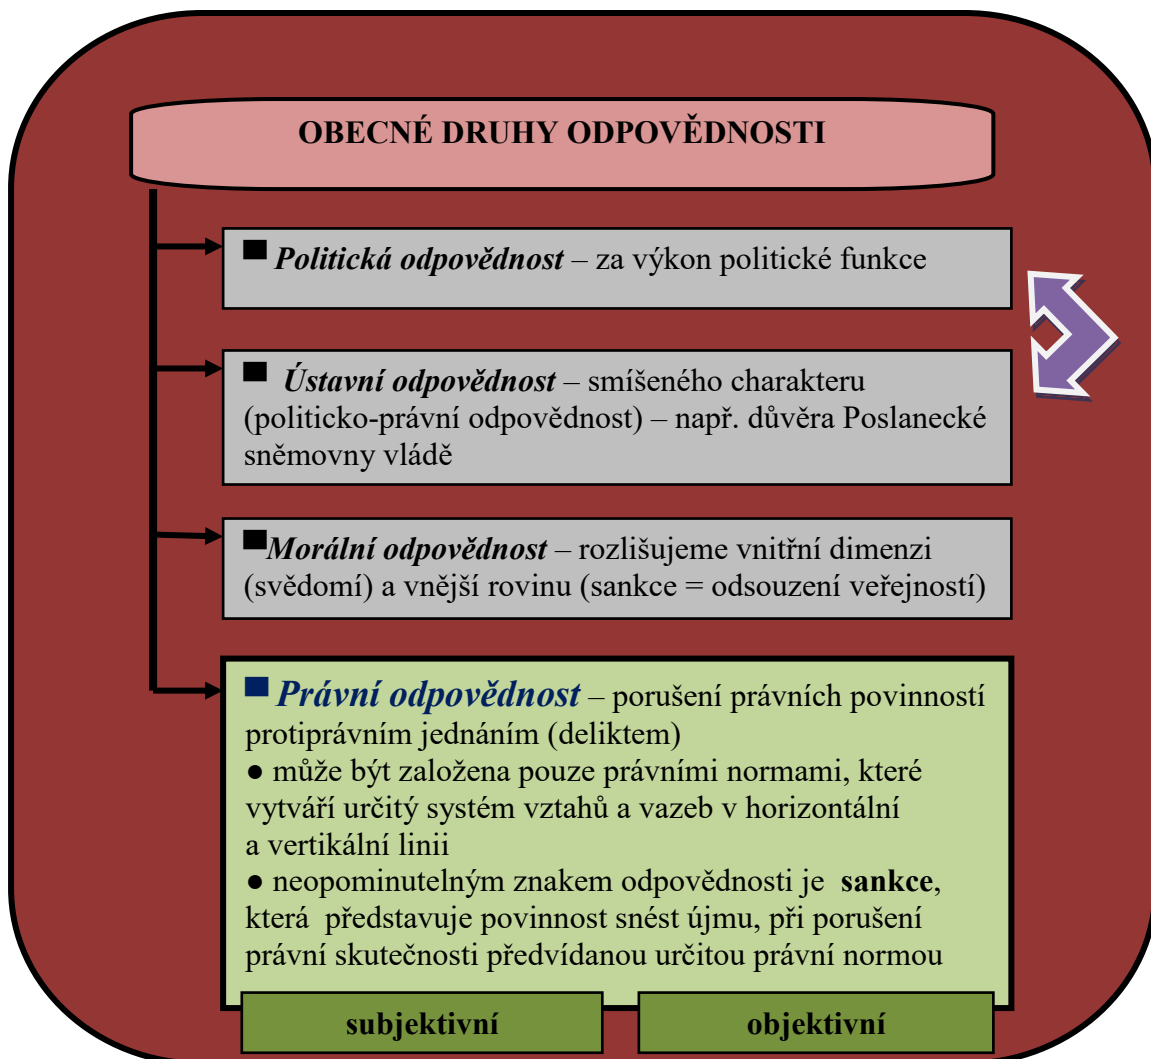 OBECNÉ DRUHY ODPOVĚDNOSTI
▀ Politická odpovědnost – za výkon politické funkce
▀ Ústavní odpovědnost – smíšeného charakteru
(politicko-právní odpovědnost) – např. důvěra Poslanecké
sněmovny vládě
▀Morální odpovědnost – rozlišujeme vnitřní dimenzi
(svědomí) a vnější rovinu (sankce = odsouzení veřejností)
▀ Právní odpovědnost – porušení právních povinností
protiprávním jednáním (deliktem)
● může být založena pouze právními normami, které
vytváří určitý systém vztahů a vazeb v horizontální
a vertikální linii
● neopominutelným znakem odpovědnosti je sankce,
která představuje povinnost snést újmu, při porušení
právní skutečnosti předvídanou určitou právní normou
subjektivní
objektivní